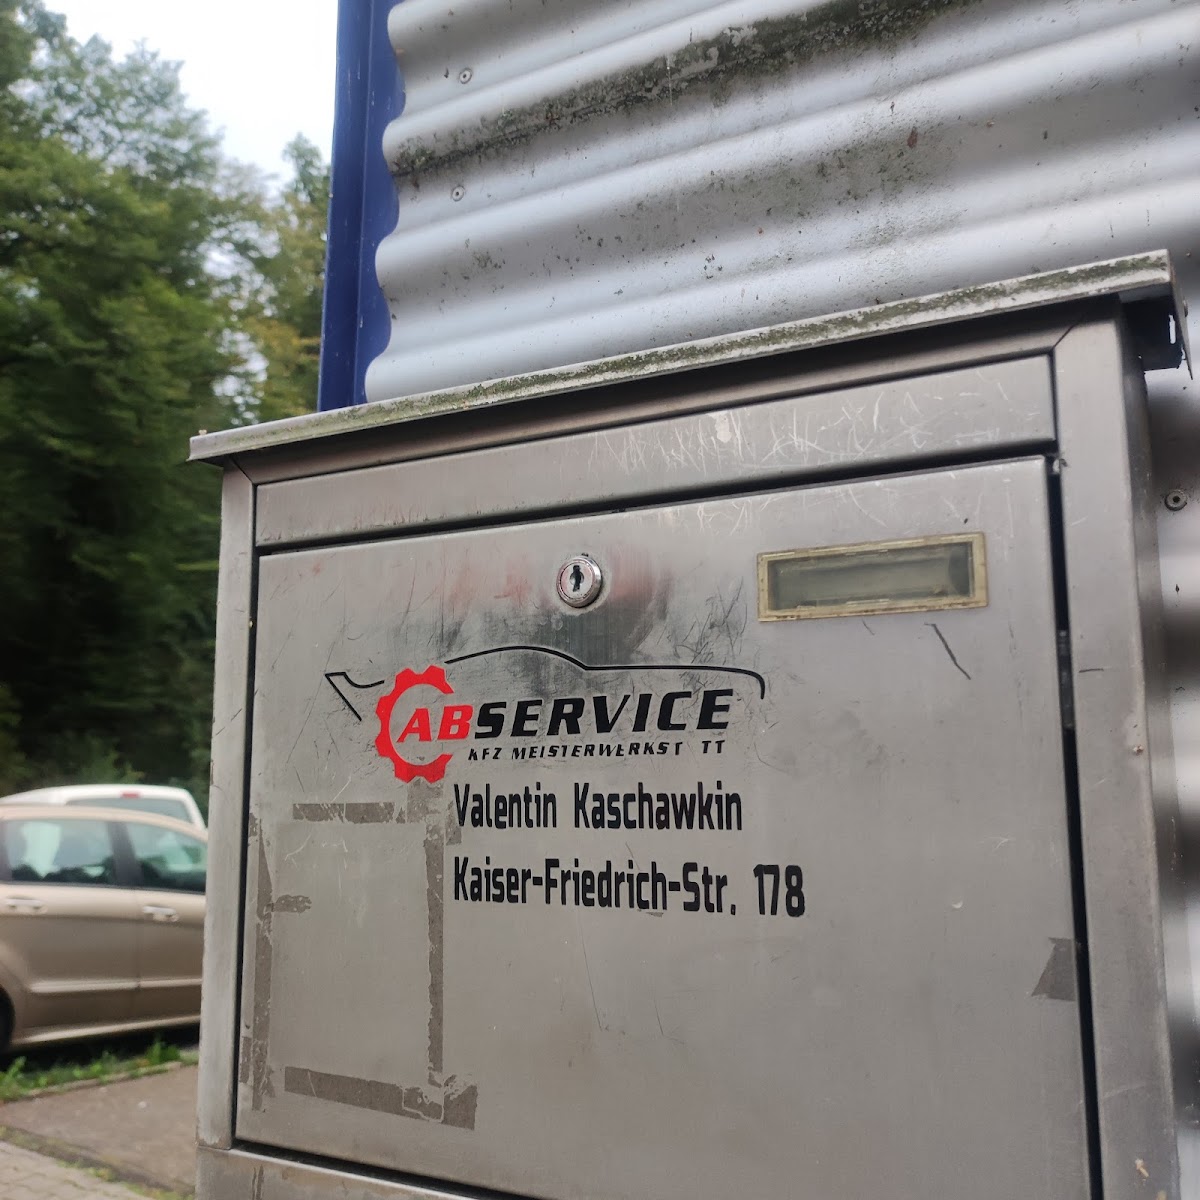 ABSERVICE
KFZ MEISTERWERKST TT
Valentin Kaschawkin
Kaiser-Friedrich-Str. 178